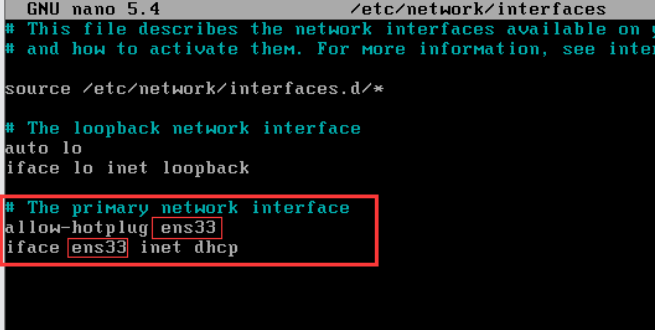 GNU nano 5.4 /etc/network/interfaces
# This file describes the network interfaces available on
# and how to activate them. For more information, see
source /etc/network/interfaces.d/*
# The loopback network interface
auto lo
iface lo inet loopback
# The primary network interface
allow-hotplug ens33
iface ens33 inet dhcp